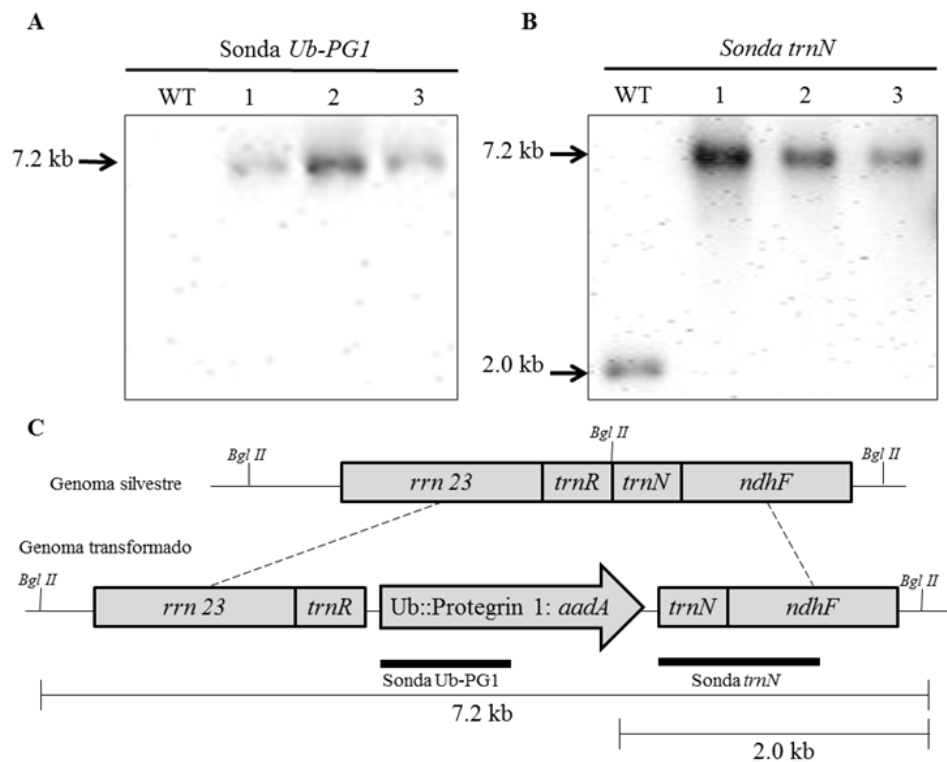 A
Sonda Ub-PG1
WT 1 2 3
7.2 kb
B
Sonda trnN
WT 1 2 3
7.2 kb
2.0 kb
C
Bgl II
Bgl II
Bgl II
Genoma silvestre
rrn 23 trnR trnN ndhF
Genoma transformado
Bgl II
Bgl II
rrn 23 trnR Ub::Protegrin 1: aadA trnN ndhF
Sonda Ub-PG1
Sonda trnN
7.2 kb
2.0 kb